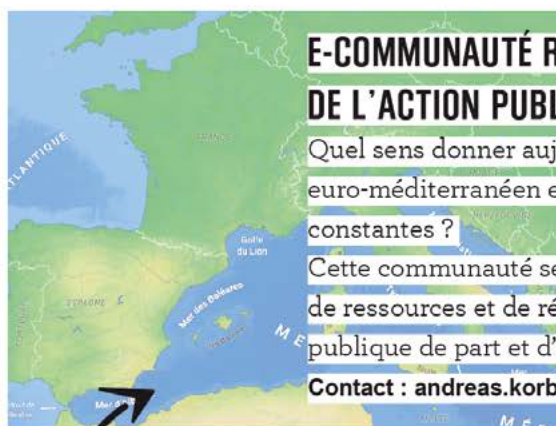 E-COMMUNAUTÉ R
DE L'ACTION PUBL
Quel sens donner auj
euro-méditerranéen e
constantes ?
Cette communauté se
de ressources et de ré
publique de part et d'
Contact : andreas.korb
ATLANTIQUE
FRANCE
Golfe
du Lion
Mer des Baléares
ESPAGNE